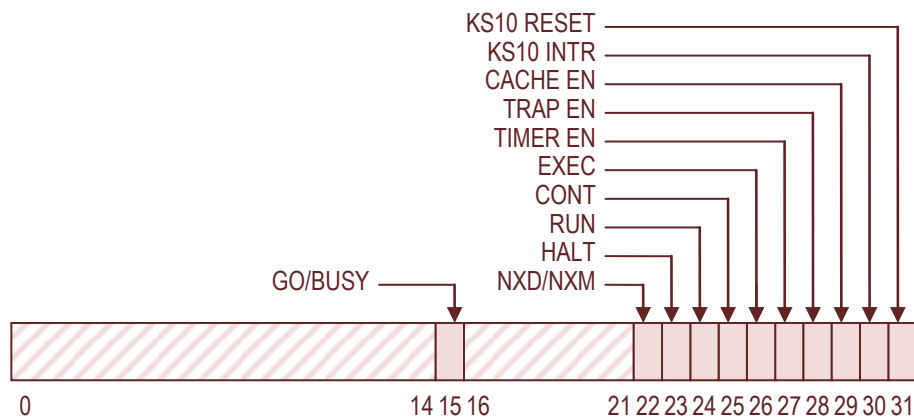 KS10 RESET
KS10 INTR
CACHE EN
TRAP EN
TIMER EN
EXEC
CONT
RUN
HALT
GO/BUSY NXD/NXM
0 14 15 16 21 22 23 24 25 26 27 28 29 30 31